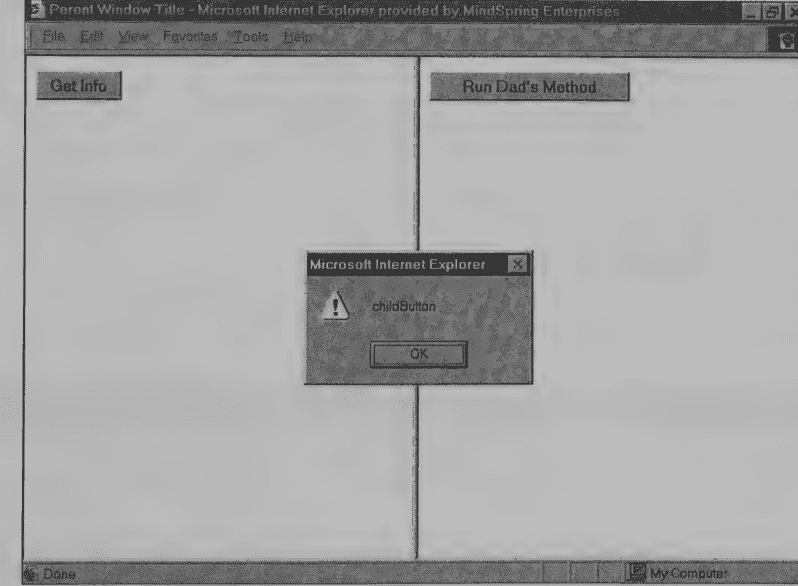 Parent Window Title - Microsoft Internet Explorer provided by MindSpring Enterprises
File Edit View Favorites Tools Help
Get Info
Run Dad's Method
Microsoft Internet Explorer
childButton
OK
Done
My Computer